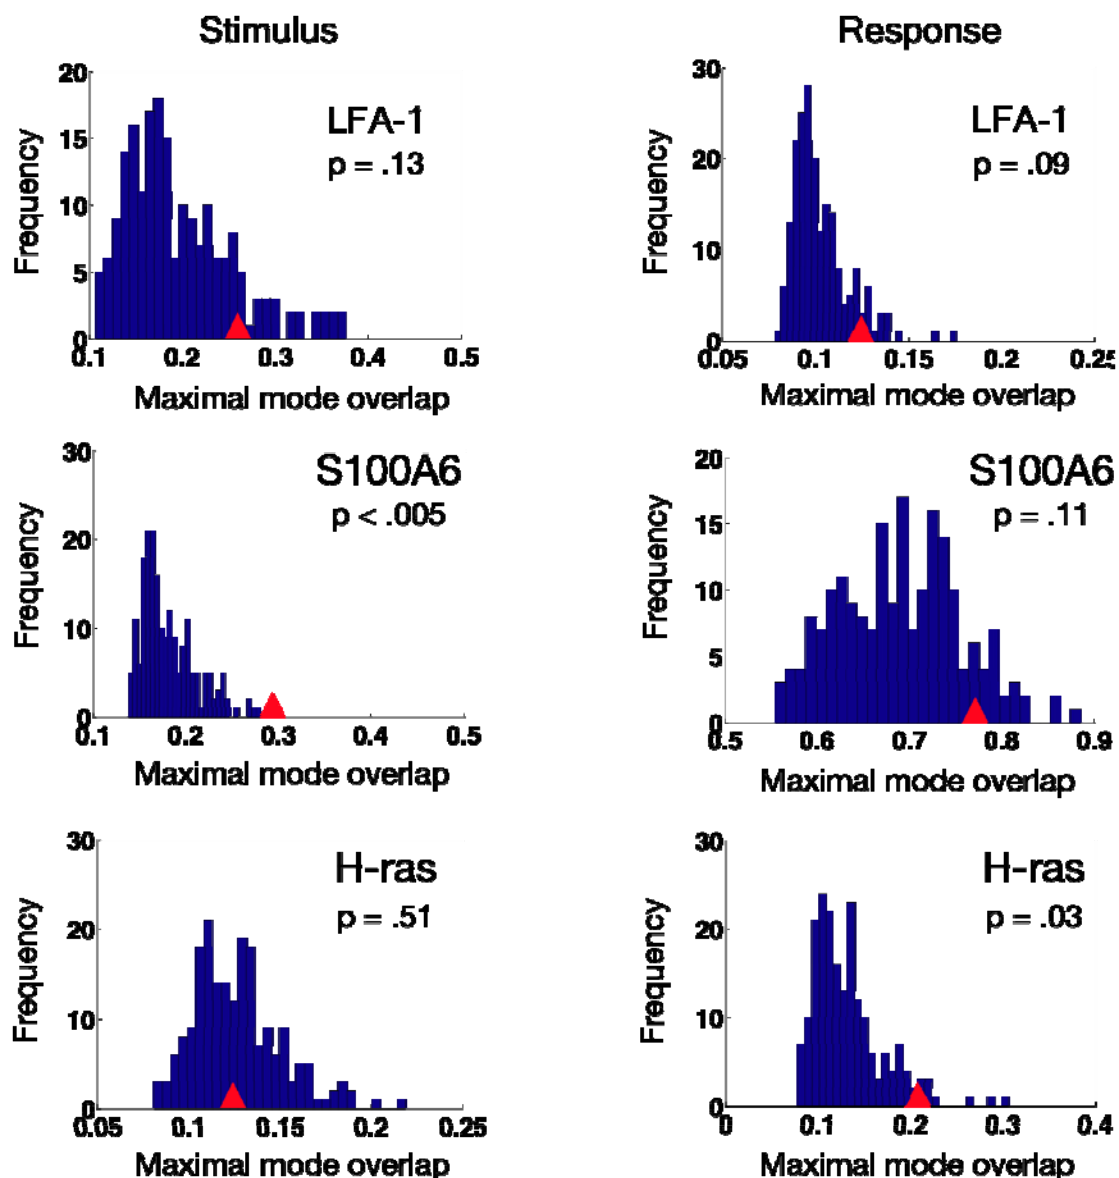 Stimulus
Response
20
15
10
5
0
Frequency
LFA-1
p = .13
0.1
0.2
0.3
0.4
0.5
Maximal mode overlap
30
20
10
0
Frequency
LFA-1
p = .09
0.05
0.1
0.15
0.2
0.25
Maximal mode overlap
30
20
10
0
Frequency
S100A6
p < .005
0.1
0.2
0.3
0.4
0.5
Maximal mode overlap
20
15
10
5
0
Frequency
S100A6
p = .11
0.5
0.6
0.7
0.8
0.9
Maximal mode overlap
30
20
10
0
Frequency
H-ras
p = .51
0.05
0.1
0.15
0.2
0.25
Maximal mode overlap
30
20
10
0
Frequency
H-ras
p = .03
0
0.1
0.2
0.3
0.4
Maximal mode overlap